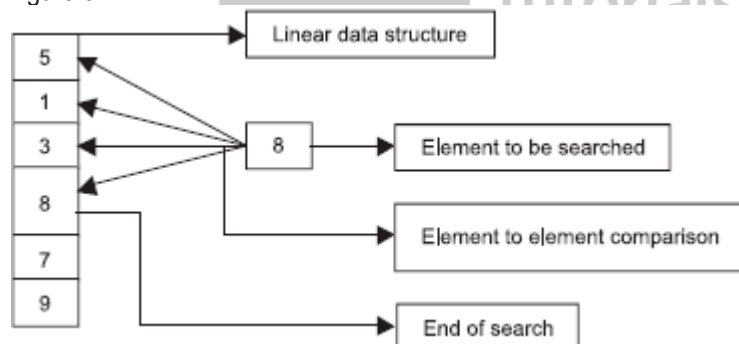 Linear data structure
5
1
3
8
8
7
9
Element to be searched
Element to element comparison
End of search